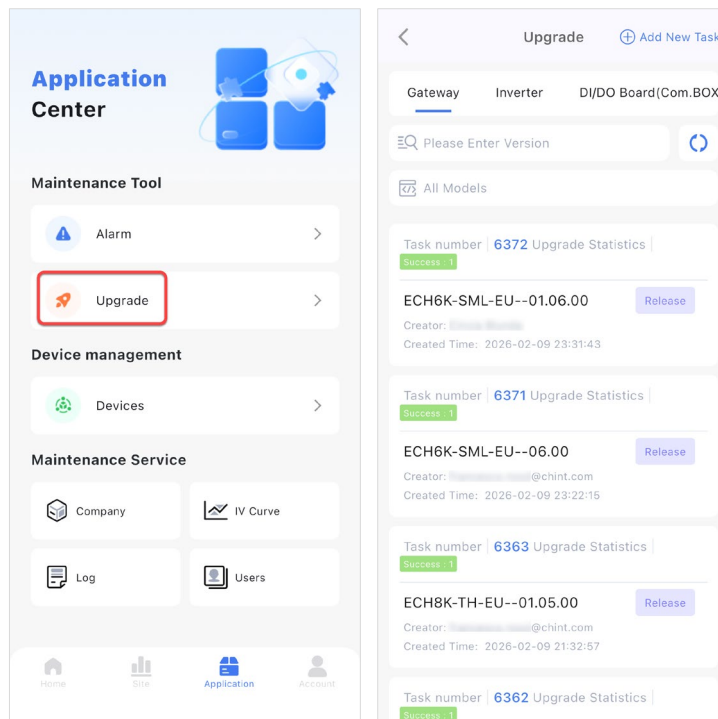 Application
Center
Maintenance Tool
Alarm
Upgrade
Device management
Devices
Maintenance Service
Company
IV Curve
Log
Users
Home
Site
Application
Account
Upgrade
Add New Task
Gateway
Inverter
DI/DO Board(Com.BOX
Please Enter Version
All Models
Task number 6372 Upgrade Statistics
Success : 1
ECH6K-SML-EU--01.06.00
Release
Creator:
Created Time: 2026-02-09 23:31:43
Task number 6371 Upgrade Statistics
Success : 1
ECH6K-SML-EU--06.00
Release
Creator: @chint.com
Created Time: 2026-02-09 23:22:15
Task number 6363 Upgrade Statistics
Success : 1
ECH8K-TH-EU--01.05.00
Release
Creator: @chint.com
Created Time: 2026-02-09 21:32:57
Task number 6362 Upgrade Statistics
Success : 1